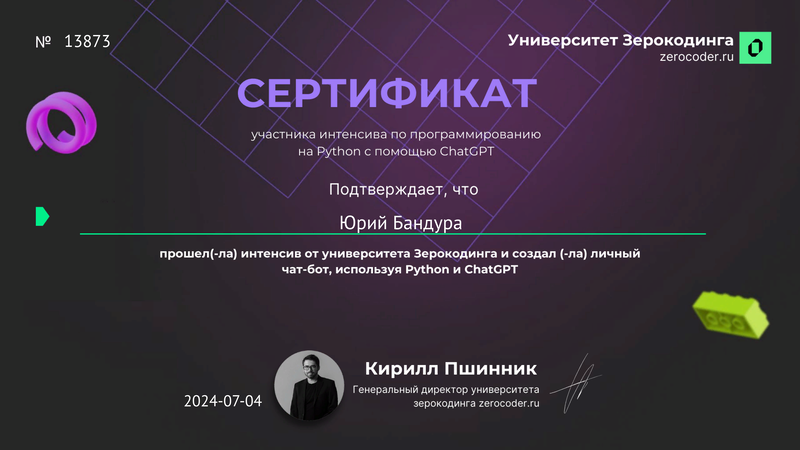 № 13873
Университет Зерокодинга
zerocoder.ru
СЕРТИФИКАТ
участника интенсива по программированию
на Python с помощью ChatGPT
Подтверждает, что
Юрий Бандура
прошел(-ла) интенсив от университета Зерокодинга и создал (-ла) личный
чат-бот, используя Python и ChatGPT
Кирилл Пшинник
Генеральный директор университета
зерокодинга zerocoder.ru
2024-07-04